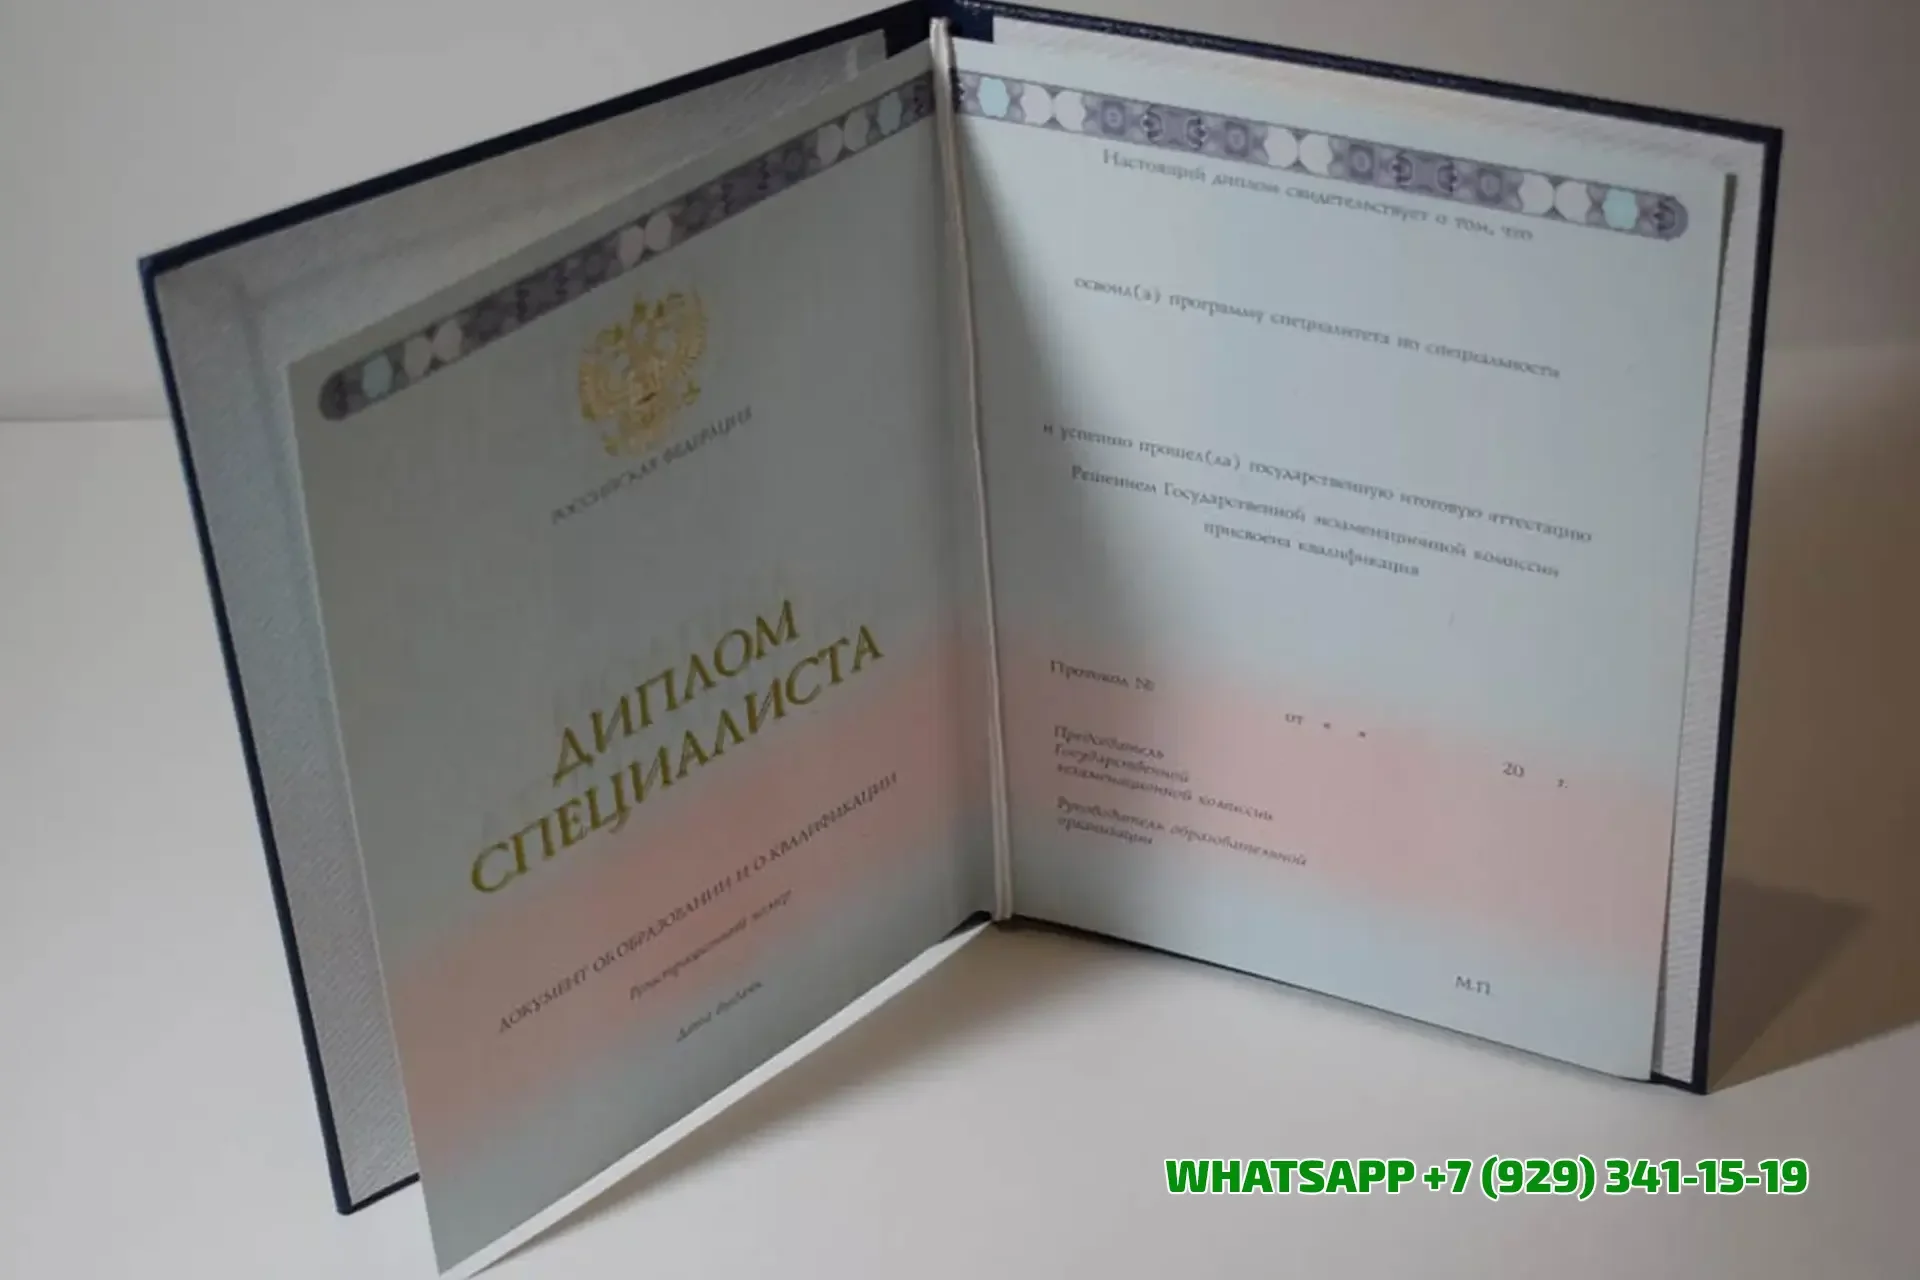 РОССИЙСКАЯ ФЕДЕРАЦИЯ
ДИПЛОМ
СПЕЦИАЛИСТА
ДОКУМЕНТ ОБ ОБРАЗОВАНИИ И О КВАЛИФИКАЦИИ
Регистрационный номер
Дата выдачи
Настоящий диплом свидетельствует о том, что
освоил(а) программу специалитета по специальности
и успешно прошел(ла) государственную итоговую аттестацию
Решением Государственной экзаменационной комиссии
присвоена квалификация
Протокол №
от « » 20 г.
Председатель
Государственной
экзаменационной комиссии
Руководитель образовательной
организации
М.П.
WHATSAPP +7 (929) 341-15-19